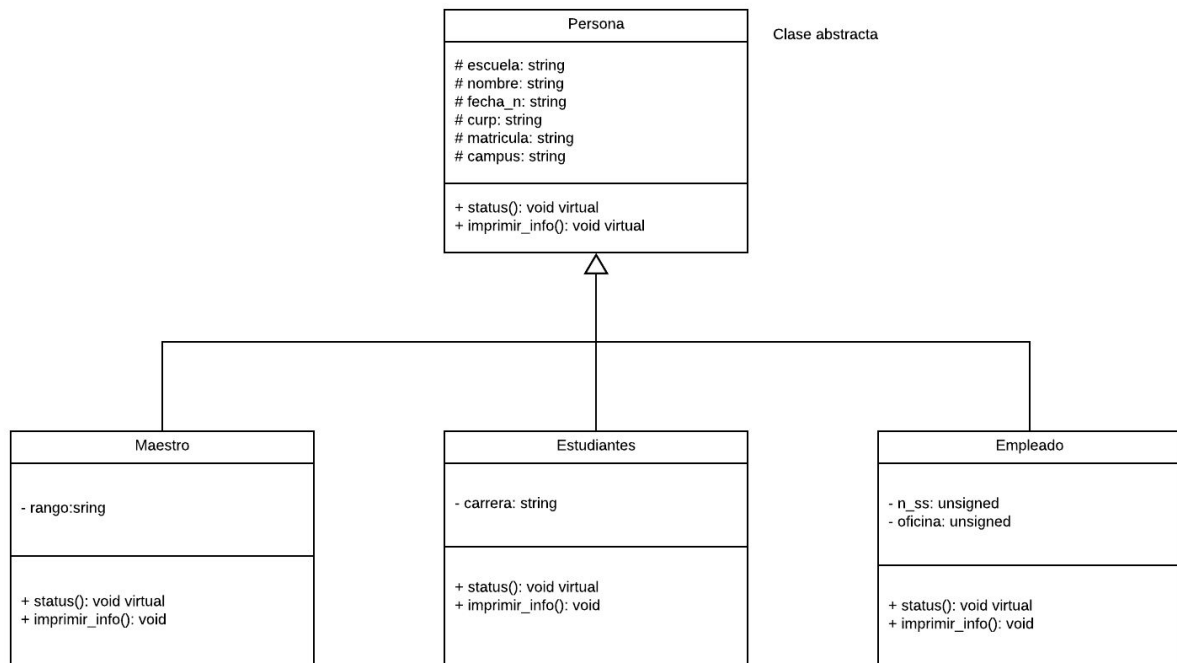 Persona
Clase abstracta
# escuela: string
# nombre: string
# fecha_n: string
# curp: string
# matricula: string
# campus: string
+ status(): void virtual
+ imprimir_info(): void virtual
Maestro
- rango:sring
+ status(): void virtual
+ imprimir_info(): void
Estudiantes
- carrera: string
+ status(): void virtual
+ imprimir_info(): void
Empleado
- n_ss: unsigned
- oficina: unsigned
+ status(): void virtual
+ imprimir_info(): void